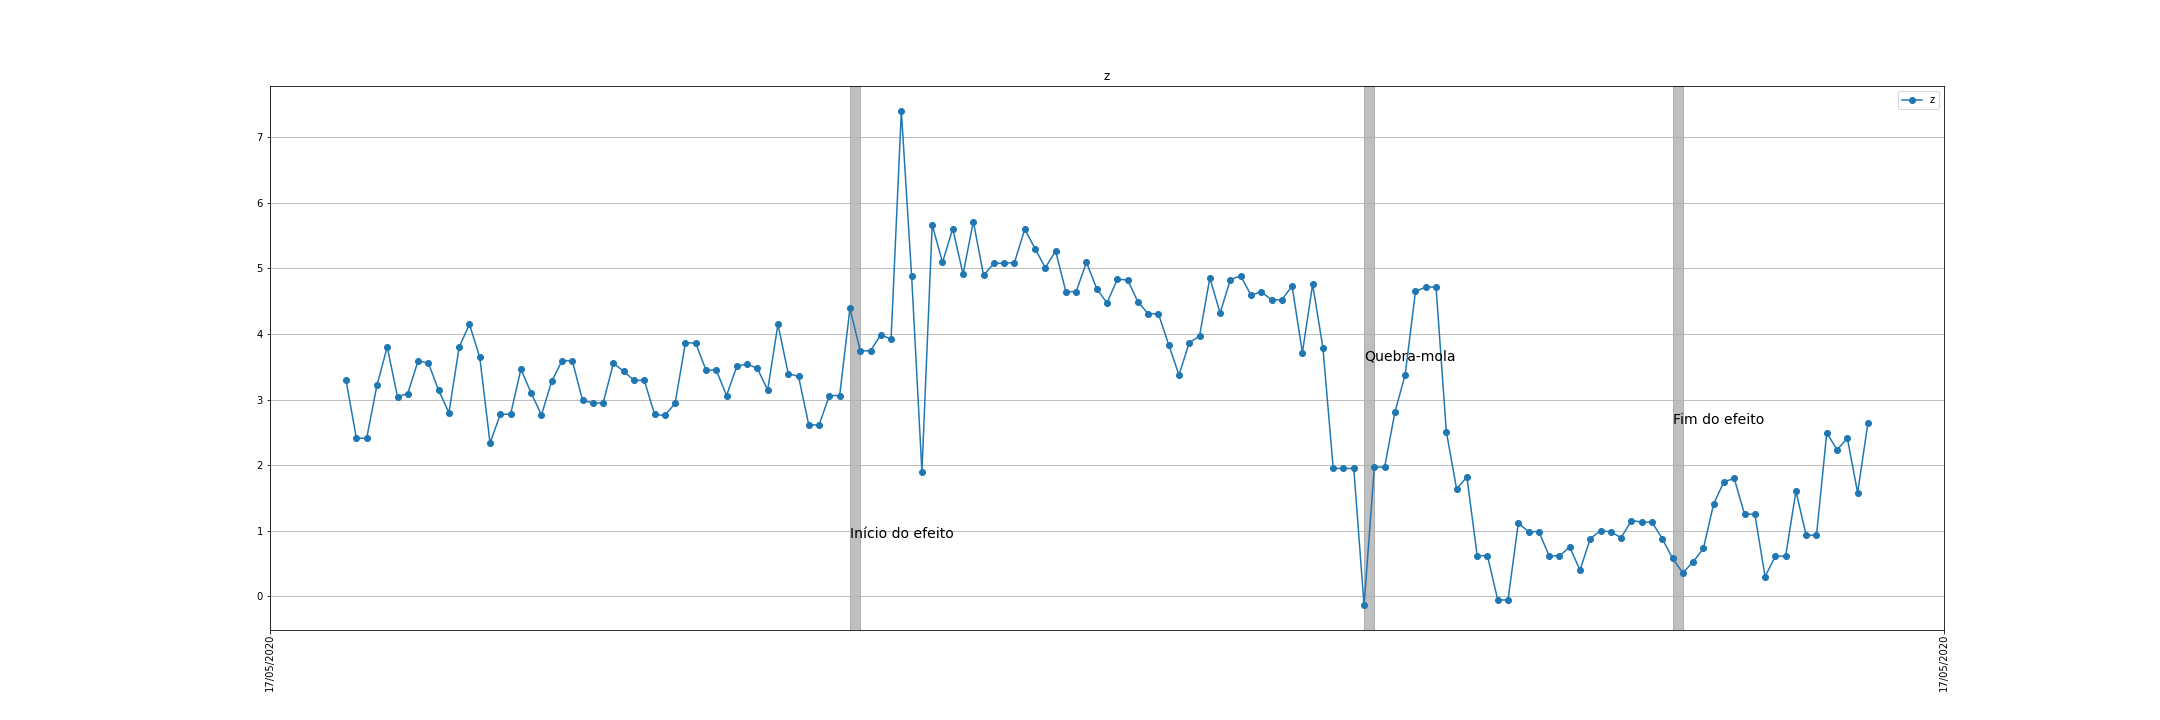 z
z
7
6
5
4
Quebra-mola
3
Fim do efeito
2
1
Início do efeito
0
17/05/2020
17/05/2020